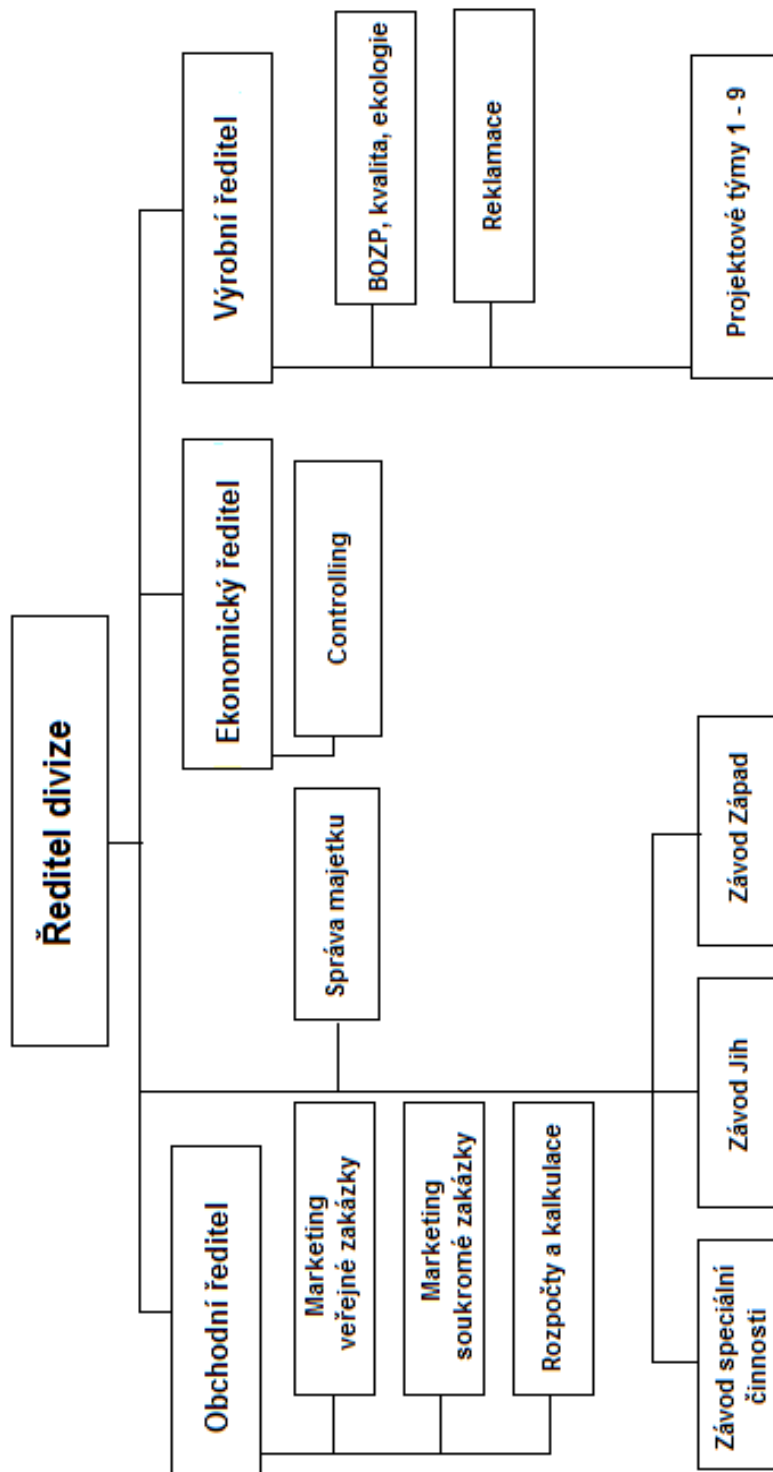 Ředitel divize
Obchodní ředitel
Ekonomický ředitel
Výrobní ředitel
Marketing
veřejné zakázky
Správa majetku
Controlling
BOZP, kvalita, ekologie
Marketing
soukromé zakázky
Reklamace
Rozpočty a kalkulace
Závod speciální
činnosti
Závod Jih
Závod Západ
Projektové týmy 1 - 9